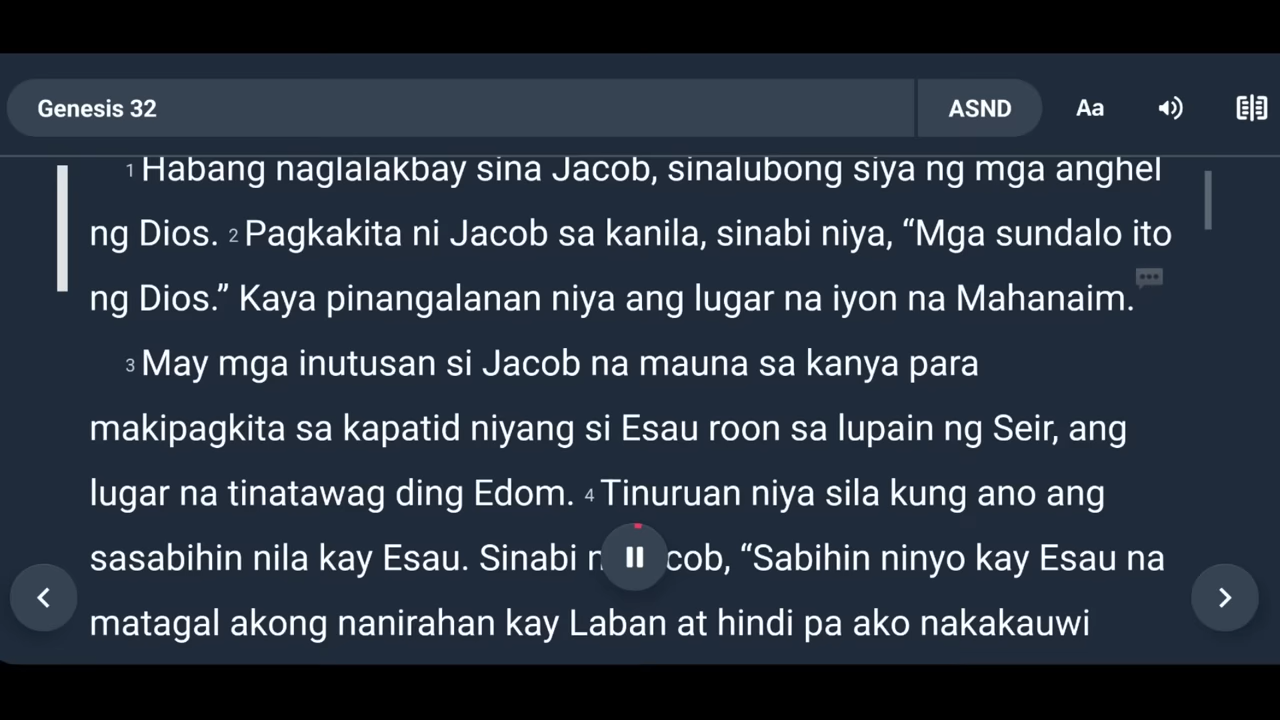 Genesis 32
ASND
Aa
1 Habang naglalakbay sina Jacob, sinalubong siya ng mga anghel
ng Dios. 2 Pagkakita ni Jacob sa kanila, sinabi niya, “Mga sundalo ito
ng Dios.” Kaya pinangalanan niya ang lugar na iyon na Mahanaim.
3 May mga inutusan si Jacob na mauna sa kanya para
makipagkita sa kapatid niyang si Esau roon sa lupain ng Seir, ang
lugar na tinatawag ding Edom. 4 Tinuruan niya sila kung ano ang
sasabihin nila kay Esau. Sinabi “Sabihin ninyo kay Esau na
matagal akong nanirahan kay Laban at hindi pa ako nakakauwi